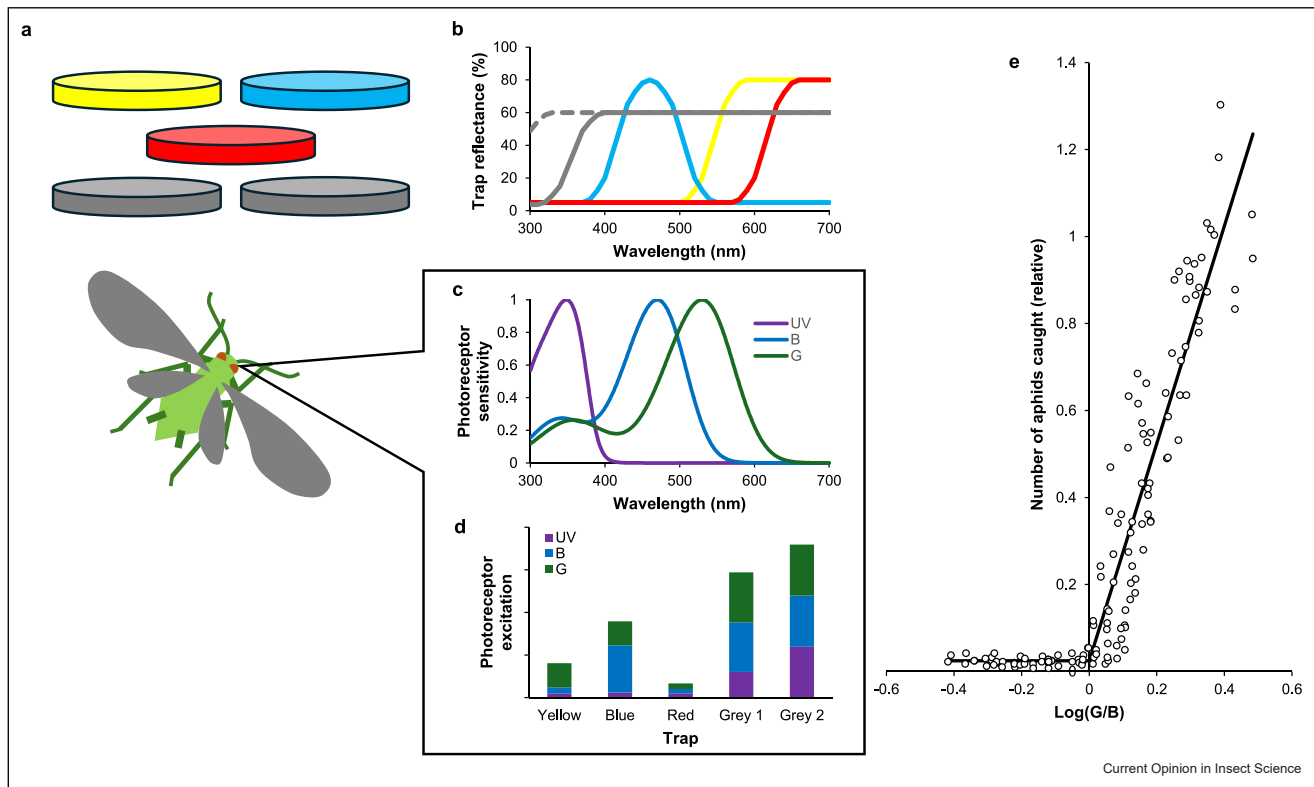 a
b
Trap reflectance (%)
100
80
60
40
20
0
300 400 500 600 700
Wavelength (nm)
c
Photoreceptor
sensitivity
1
0.8
0.6
0.4
0.2
0
UV
B
G
300 400 500 600 700
Wavelength (nm)
d
Photoreceptor
excitation
UV
B
G
Yellow Blue Red Grey 1 Grey 2
Trap
e
Number of aphids caught (relative)
1.4
1.2
1
0.8
0.6
0.4
0.2
−0.6 −0.4 −0.2 0 0.2 0.4 0.6
Log(G/B)
Current Opinion in Insect Science